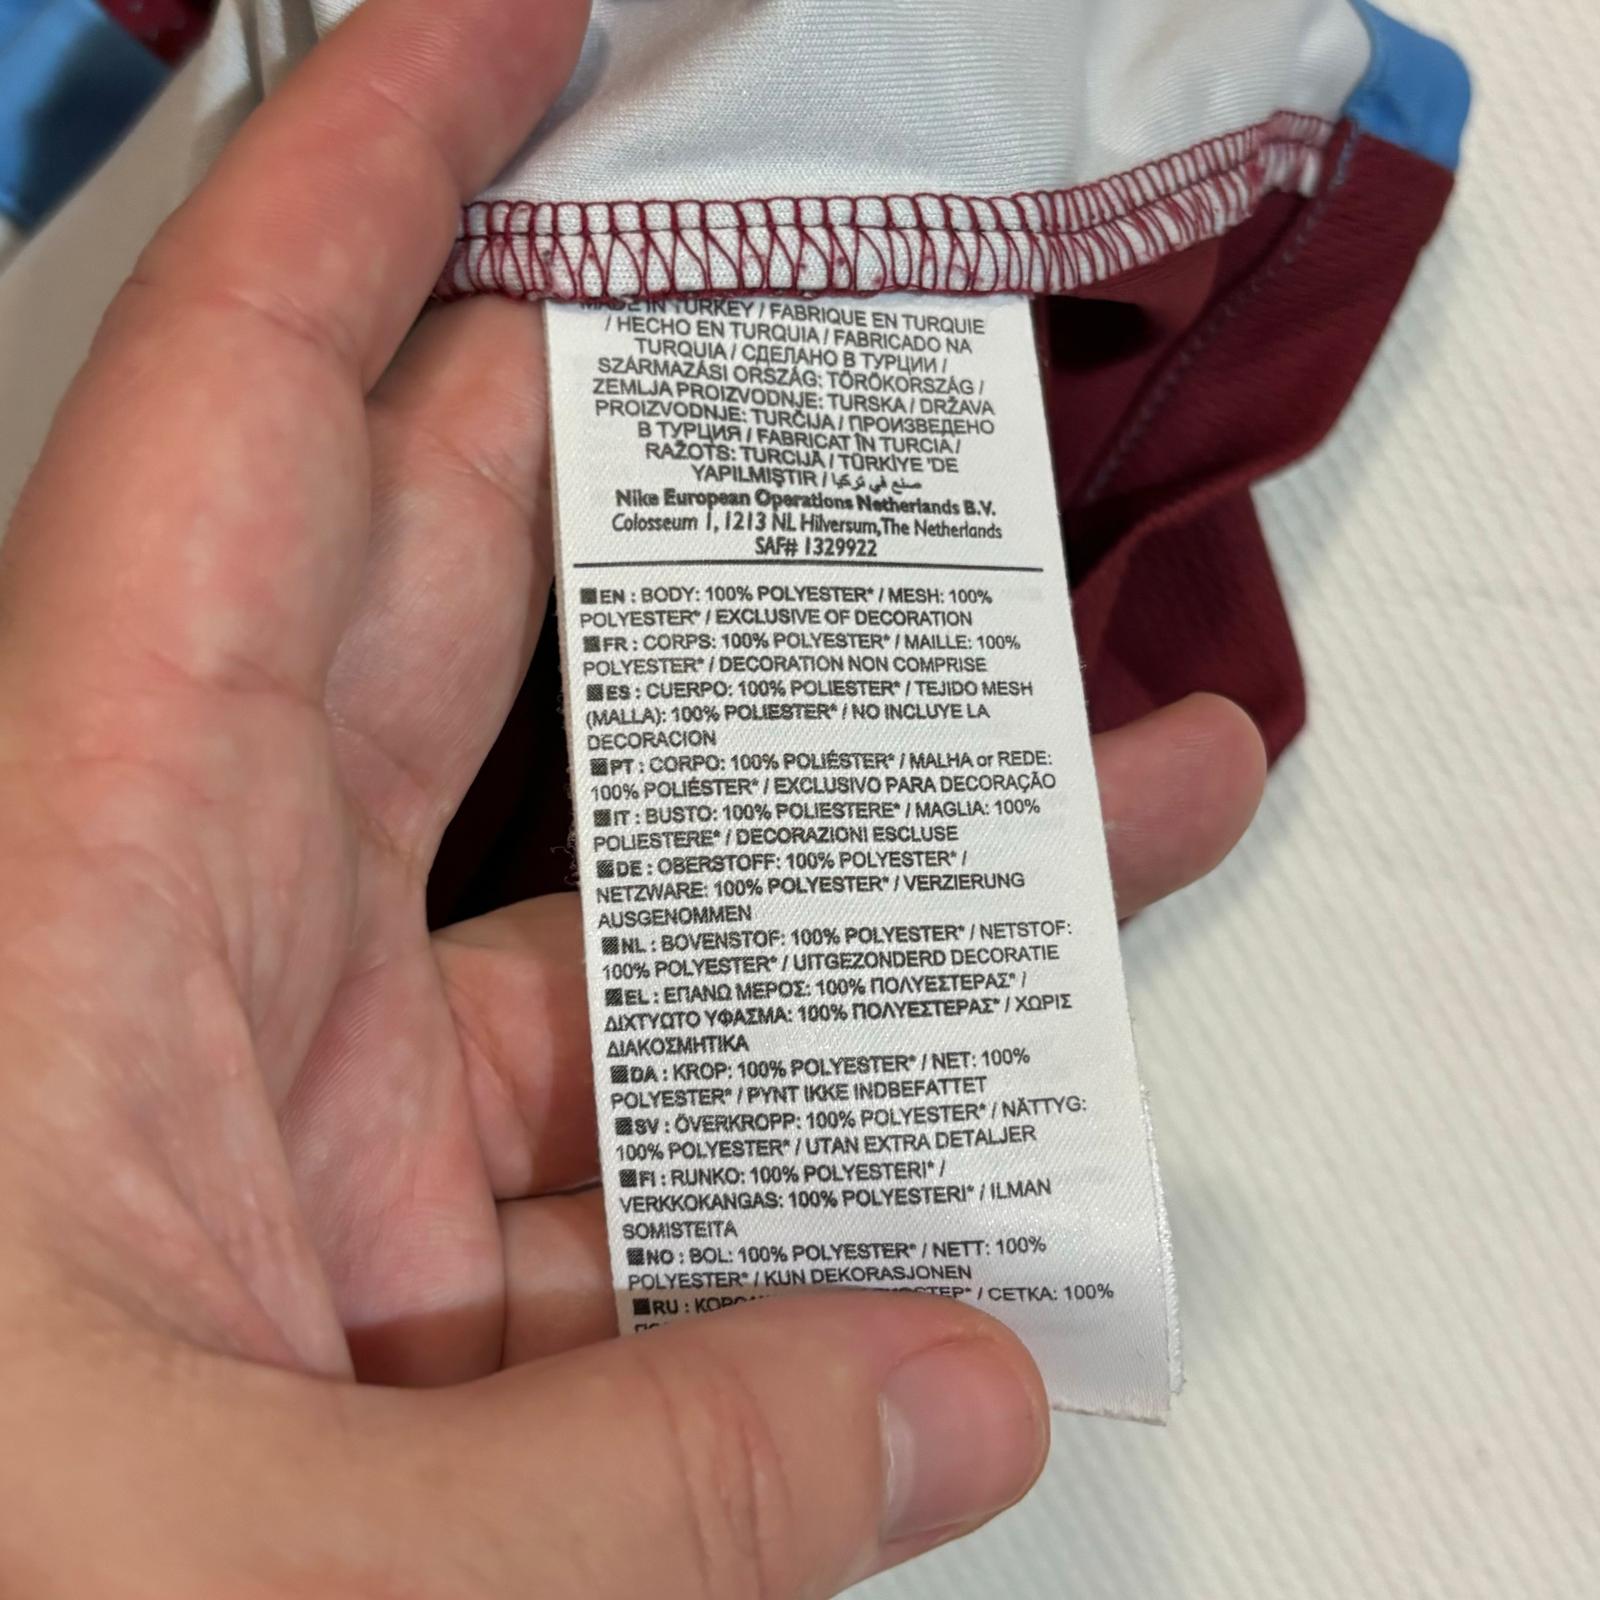 MADE IN TURKEY / FABRIQUE EN TURQUIE
/ HECHO EN TURQUIA / FABRICADO NA
TURQUIA / СДЕЛАНО В ТУРЦИИ /
SZÁRMAZÁSI ORSZÁG: TÖRÖKORSZÁG /
ZEMLJA PROIZVODNJE: TURSKA / DRŽAVA
PROIZVODNJE: TURČIJA / ПРОИЗВЕДЕНО
В ТУРЦИЯ / FABRICAT ÎN TURCIA /
RAŽOTS: TURCIJĀ / TÜRKİYE 'DE
YAPILMIŞTIR / صنع في تركيا
Nike European Operations Netherlands B.V.
Colosseum 1, 1213 NL Hilversum, The Netherlands
SAF# 1329922
EN : BODY: 100% POLYESTER* / MESH: 100%
POLYESTER* / EXCLUSIVE OF DECORATION
FR : CORPS: 100% POLYESTER* / MAILLE: 100%
POLYESTER* / DECORATION NON COMPRISE
ES : CUERPO: 100% POLIESTER* / TEJIDO MESH
(MALLA): 100% POLIESTER* / NO INCLUYE LA
DECORACION
PT : CORPO: 100% POLIÉSTER* / MALHA or REDE:
100% POLIÉSTER* / EXCLUSIVO PARA DECORAÇÃO
IT : BUSTO: 100% POLIESTERE* / MAGLIA: 100%
POLIESTERE* / DECORAZIONI ESCLUSE
DE : OBERSTOFF: 100% POLYESTER* /
NETZWARE: 100% POLYESTER* / VERZIERUNG
AUSGENOMMEN
NL : BOVENSTOF: 100% POLYESTER* / NETSTOF:
100% POLYESTER* / UITGEZONDERD DECORATIE
EL : ΕΠΑΝΩ ΜΕΡΟΣ: 100% ΠΟΛΥΕΣΤΕΡΑΣ* /
ΔΙΧΤΥΩΤΟ ΥΦΑΣΜΑ: 100% ΠΟΛΥΕΣΤΕΡΑΣ* / ΧΩΡΙΣ
ΔΙΑΚΟΣΜΗΤΙΚΑ
DA : KROP: 100% POLYESTER* / NET: 100%
POLYESTER* / PYNT IKKE INDBEFATTET
SV : ÖVERKROPP: 100% POLYESTER* / NÄTTYG:
100% POLYESTER* / UTAN EXTRA DETALJER
FI : RUNKO: 100% POLYESTERI* /
VERKKOKANGAS: 100% POLYESTERI* / ILMAN
SOMISTEITA
NO : BOL: 100% POLYESTER* / NETT: 100%
POLYESTER* / KUN DEKORASJONEN
RU : / СЕТКА: 100%